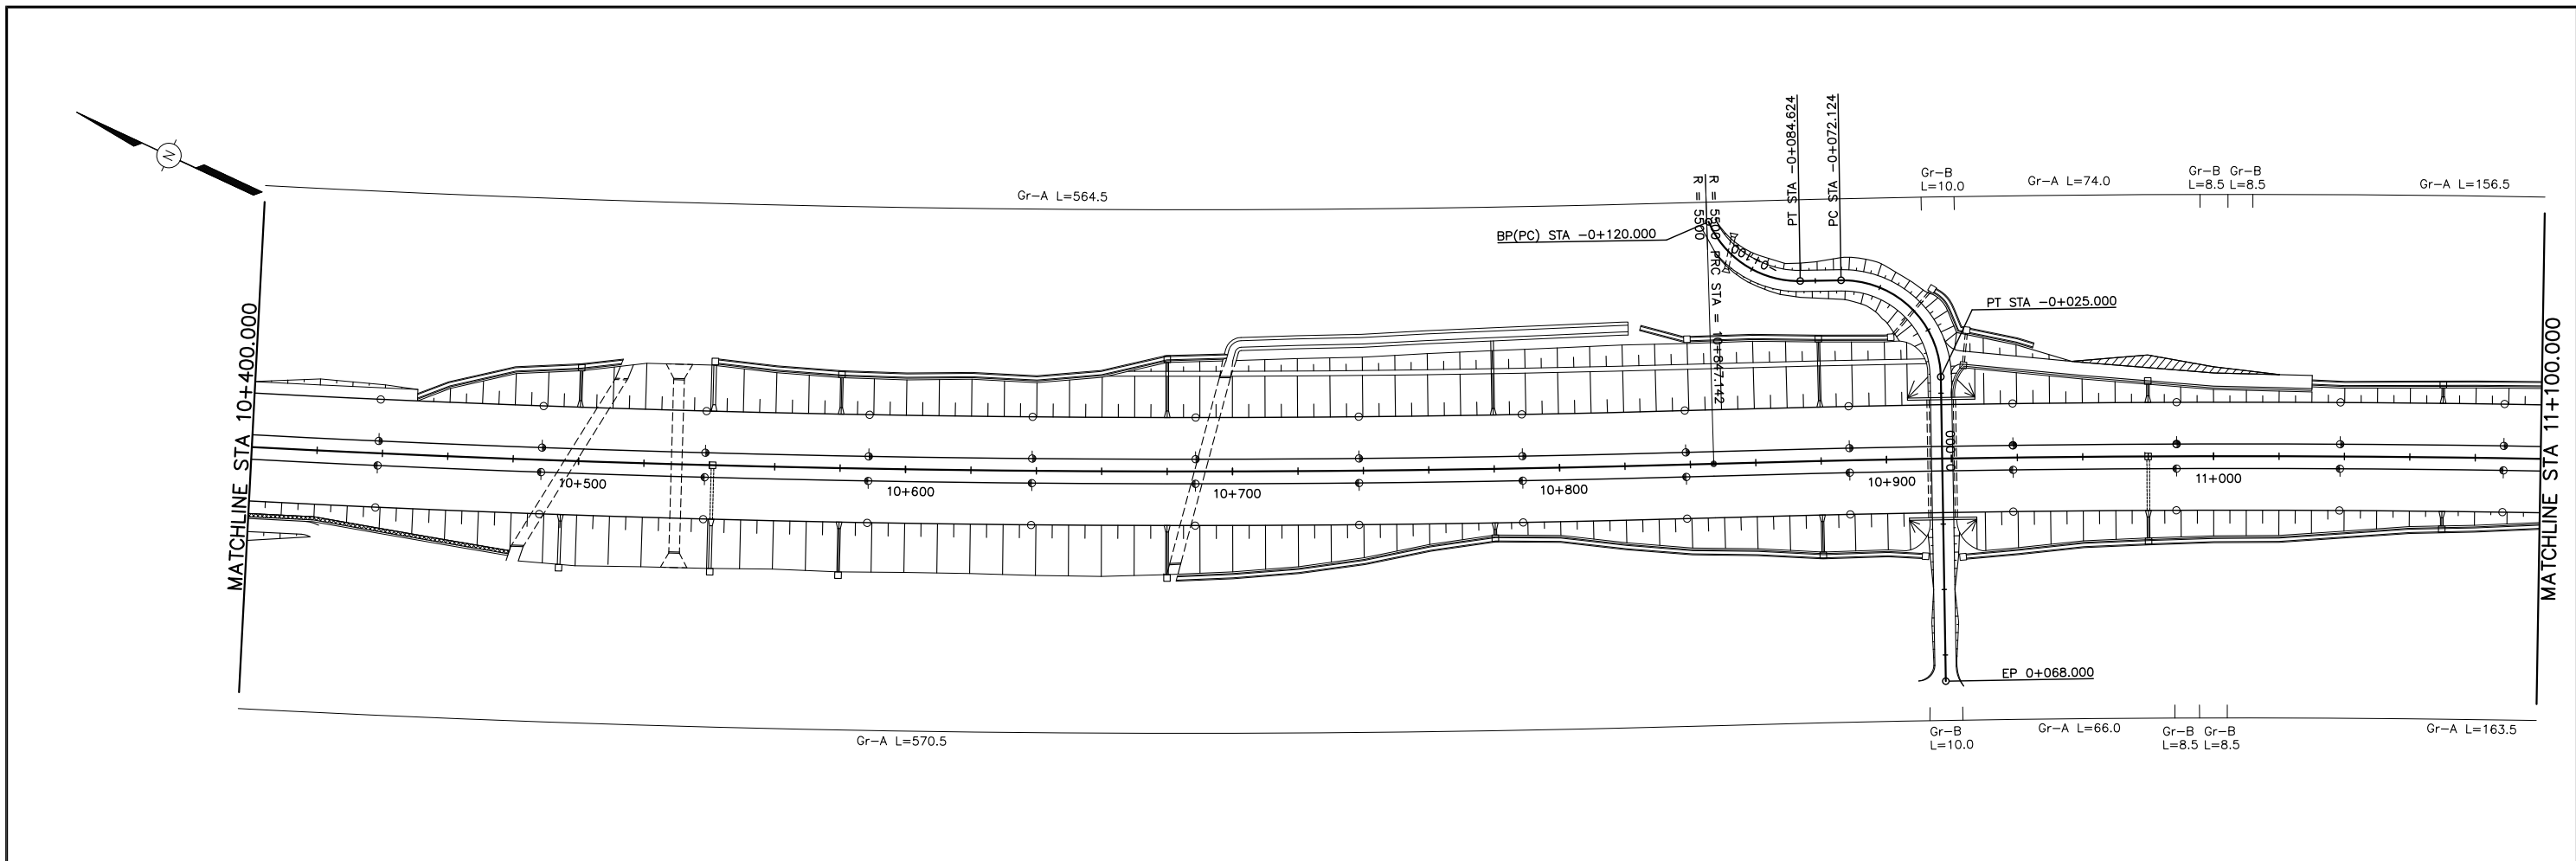 N
PT STA -0+084.624
PC STA -0+072.124
Gr-A L=564.5
R = 5500
R = 5500
PRC STA = 10+847.142
BP(PC) STA -0+120.000
-0+100
Gr-B
L=10.0
Gr-A L=74.0
Gr-B Gr-B
L=8.5 L=8.5
Gr-A L=156.5
PT STA -0+025.000
MATCHLINE STA 10+400.000
MATCHLINE STA 11+100.000
10+500
10+600
10+700
10+800
10+900
0+000
11+000
EP 0+068.000
Gr-A L=570.5
Gr-B
L=10.0
Gr-A L=66.0
Gr-B Gr-B
L=8.5 L=8.5
Gr-A L=163.5